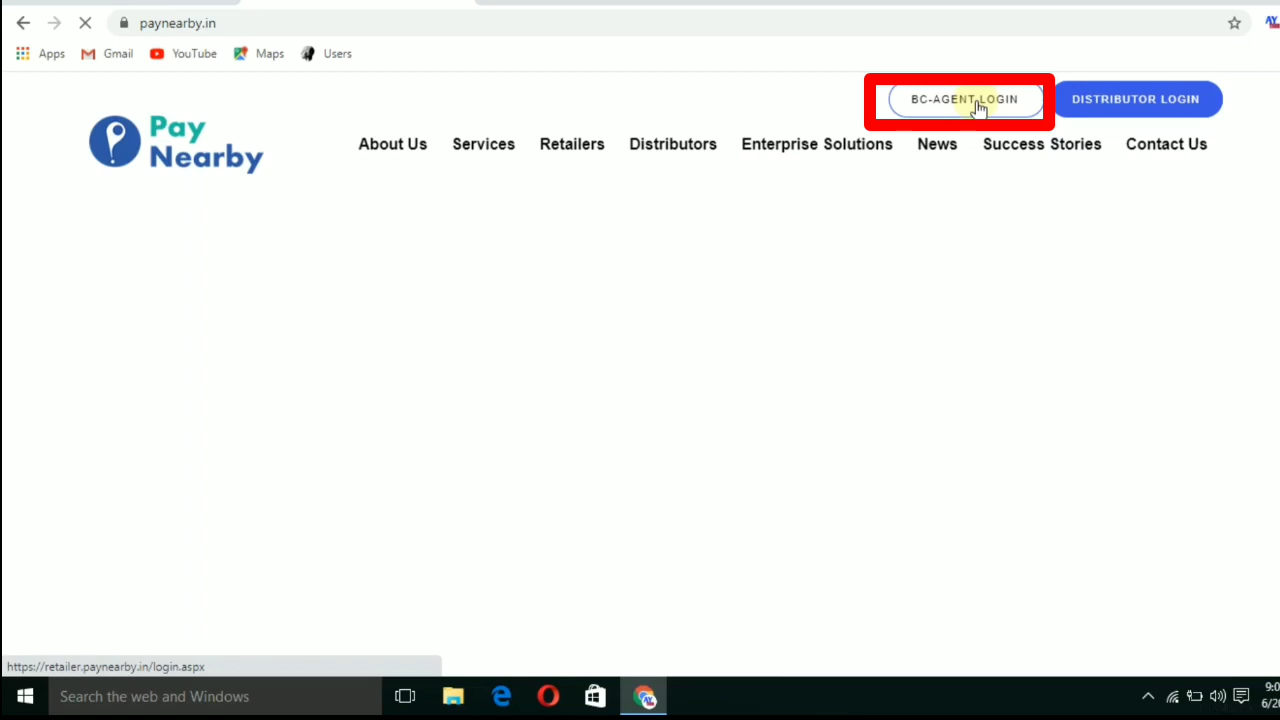 paynearby.in
Apps Gmail YouTube Maps Users
BC-AGENT LOGIN DISTRIBUTOR LOGIN
Pay
Nearby
About Us Services Retailers Distributors Enterprise Solutions News Success Stories Contact Us
https://retailer.paynearby.in/login.aspx
Search the web and Windows